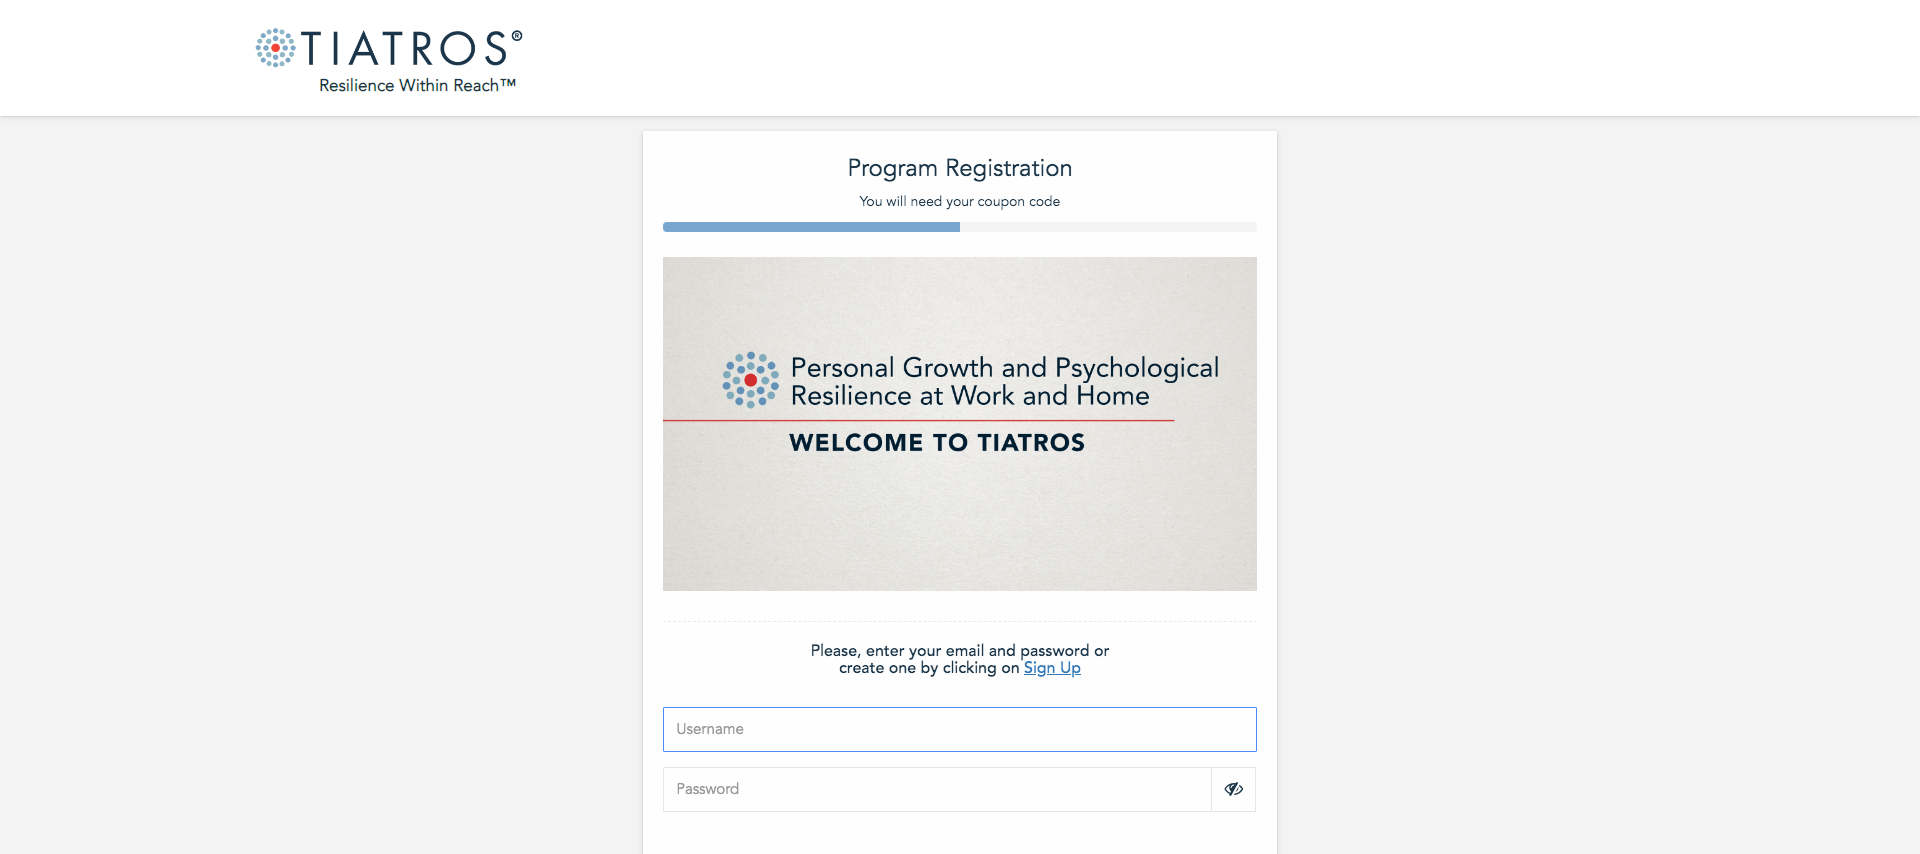 TIATROS®
Resilience Within Reach™
Program Registration
You will need your coupon code
Personal Growth and Psychological
Resilience at Work and Home
WELCOME TO TIATROS
Please, enter your email and password or
create one by clicking on Sign Up
Username
Password